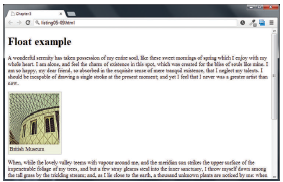 Chapter 5
listing05-09.html
Float example
A wonderful serenity has taken possession of my entire soul, like these sweet mornings of spring which I enjoy with my
whole heart. I am alone, and feel the charm of existence in this spot, which was created for the bliss of souls like mine. I
am so happy, my dear friend, so absorbed in the exquisite sense of mere tranquil existence, that I neglect my talents. I
should be incapable of drawing a single stroke at the present moment; and yet I feel that I never was a greater artist than
now.
British Museum
When, while the lovely valley teems with vapour around me, and the meridian sun strikes the upper surface of the
impenetrable foliage of my trees, and but a few stray gleams steal into the inner sanctuary, I throw myself down among
the tall grass by the trickling stream; and, as I lie close to the earth, a thousand unknown plants are noticed by me: when